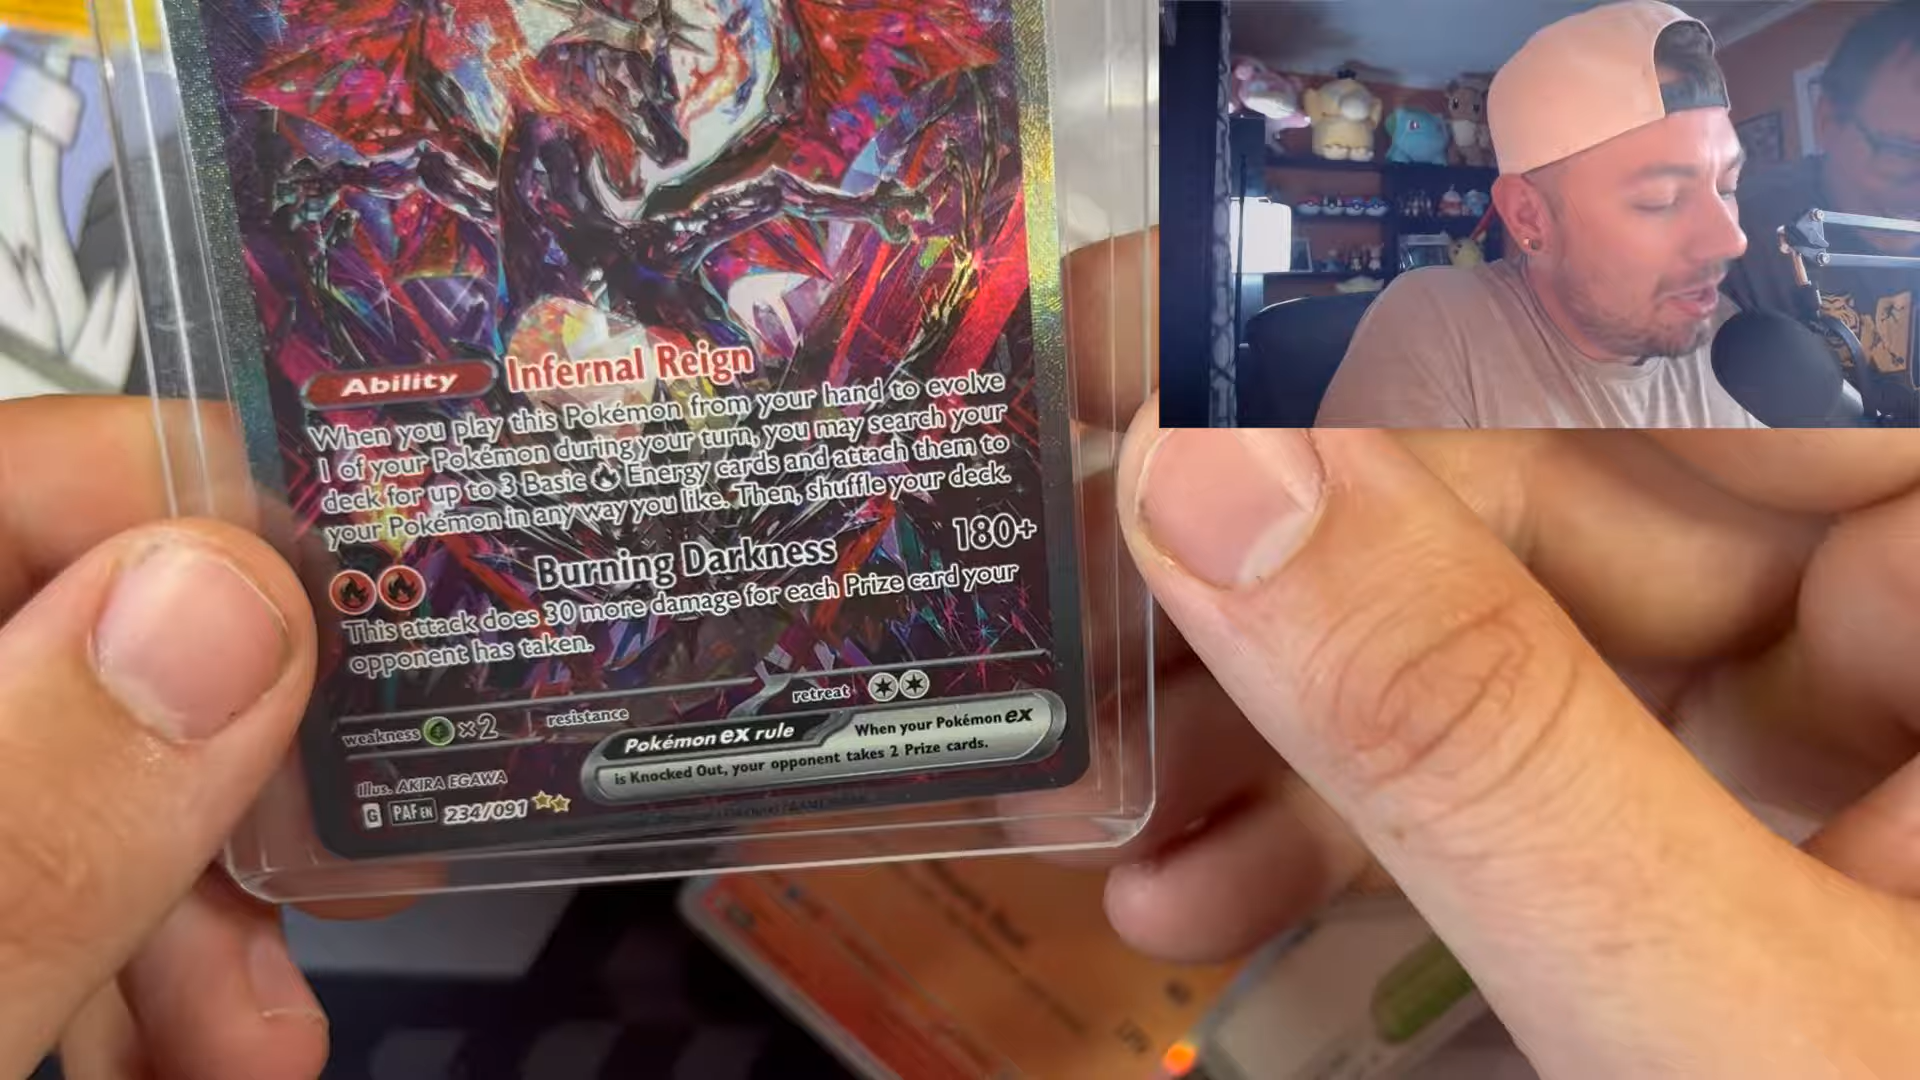 Ability Infernal Reign
When you play this Pokémon from your hand to evolve
1 of your Pokémon during your turn, you may search your
deck for up to 3 Basic Energy cards and attach them to
your Pokémon in any way you like. Then, shuffle your deck.
Burning Darkness 180+
This attack does 30 more damage for each Prize card your
opponent has taken.
weakness ×2 resistance retreat
Pokémon ex rule When your Pokémon ex
is Knocked Out, your opponent takes 2 Prize cards.
Illus. AKIRA EGAWA
G PAF EN 234/091